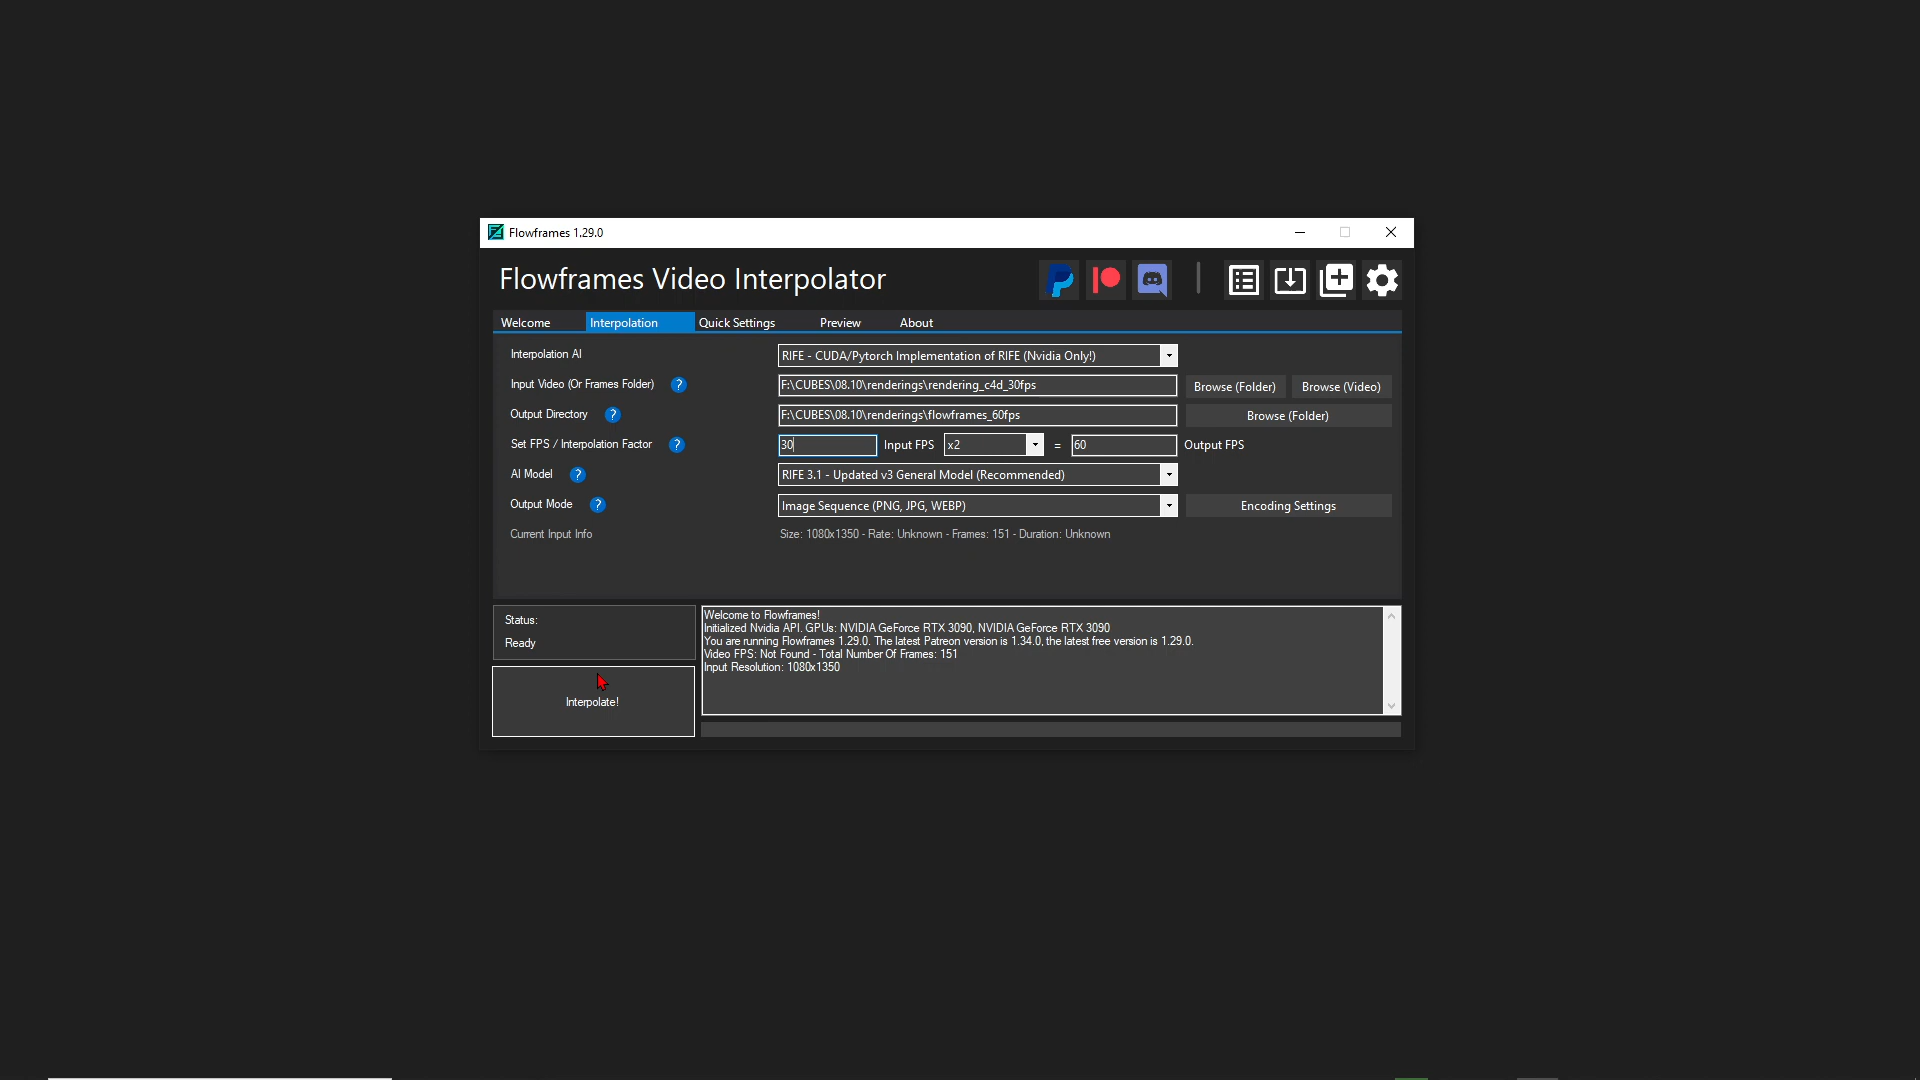 Flowframes 1.29.0
Flowframes Video Interpolator
Welcome
Interpolation
Quick Settings
Preview
About
Interpolation AI
RIFE - CUDA/Pytorch Implementation of RIFE (Nvidia Only!)
Input Video (Or Frames Folder) ?
F:\CUBES\08.10\renderings\rendering_c4d_30fps
Browse (Folder)
Browse (Video)
Output Directory ?
F:\CUBES\08.10\renderings\flowframes_60fps
Browse (Folder)
Set FPS / Interpolation Factor ?
30
Input FPS
x2
=
60
Output FPS
AI Model ?
RIFE 3.1 - Updated v3 General Model (Recommended)
Output Mode ?
Image Sequence (PNG, JPG, WEBP)
Encoding Settings
Current Input Info
Size: 1080x1350 - Rate: Unknown - Frames: 151 - Duration: Unknown
Status:
Ready
Interpolate!
Welcome to Flowframes!
Initialized Nvidia API. GPUs: NVIDIA GeForce RTX 3090, NVIDIA GeForce RTX 3090
You are running Flowframes 1.29.0. The latest Patreon version is 1.34.0, the latest free version is 1.29.0.
Video FPS: Not Found - Total Number Of Frames: 151
Input Resolution: 1080x1350